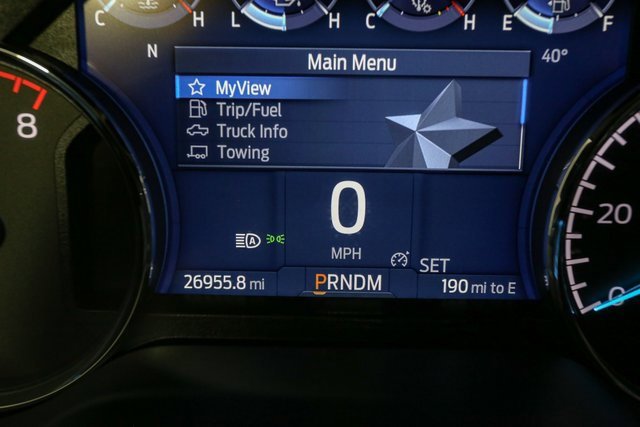 C H L H C H E F
N 40°
Main Menu
MyView
Trip/Fuel
Truck Info
Towing
8
0
20
A
MPH
SET
0
26955.8 mi PRNDM 190 mi to E